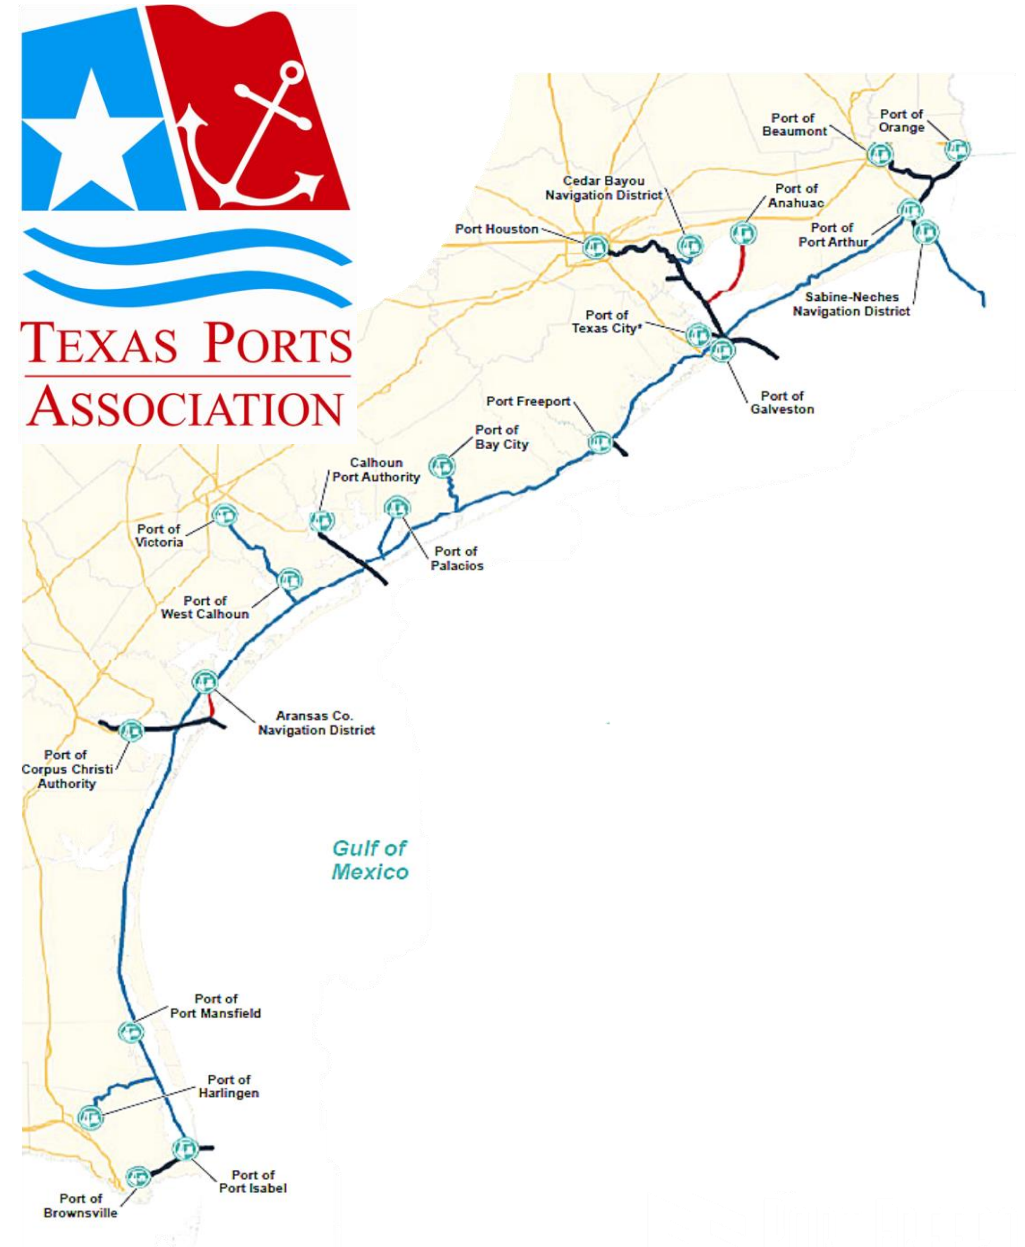 TEXAS PORTS
ASSOCIATION
Port of
Beaumont
Port of
Orange
Cedar Bayou
Navigation District
Port of
Anahuac
Port Houston
Port of
Port Arthur
Sabine-Neches
Navigation District
Port of
Texas City*
Port of
Galveston
Port Freeport
Port of
Bay City
Calhoun
Port Authority
Port of
Victoria
Port of
Palacios
Port of
West Calhoun
Aransas Co.
Navigation District
Port of
Corpus Christi
Authority
Gulf of
Mexico
Port of
Port Mansfield
Port of
Harlingen
Port of
Port Isabel
Port of
Brownsville